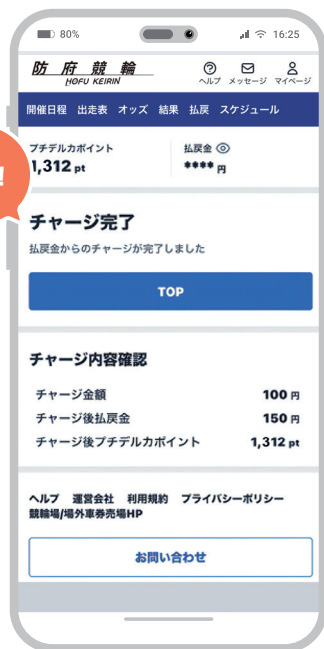 80%
16:25
防府競輪
HOFU KEIRIN
ヘルプ メッセージ マイページ
開催日程 出走表 オッズ 結果 払戻 スケジュール
プチデルカポイント 払戻金
1,312 pt ****円
チャージ完了
払戻金からのチャージが完了しました
TOP
チャージ内容確認
チャージ金額 100 円
チャージ後払戻金 150 円
チャージ後プチデルカポイント 1,312 pt
ヘルプ 運営会社 利用規約 プライバシーポリシー
競輪場/場外車券売場HP
お問い合わせ